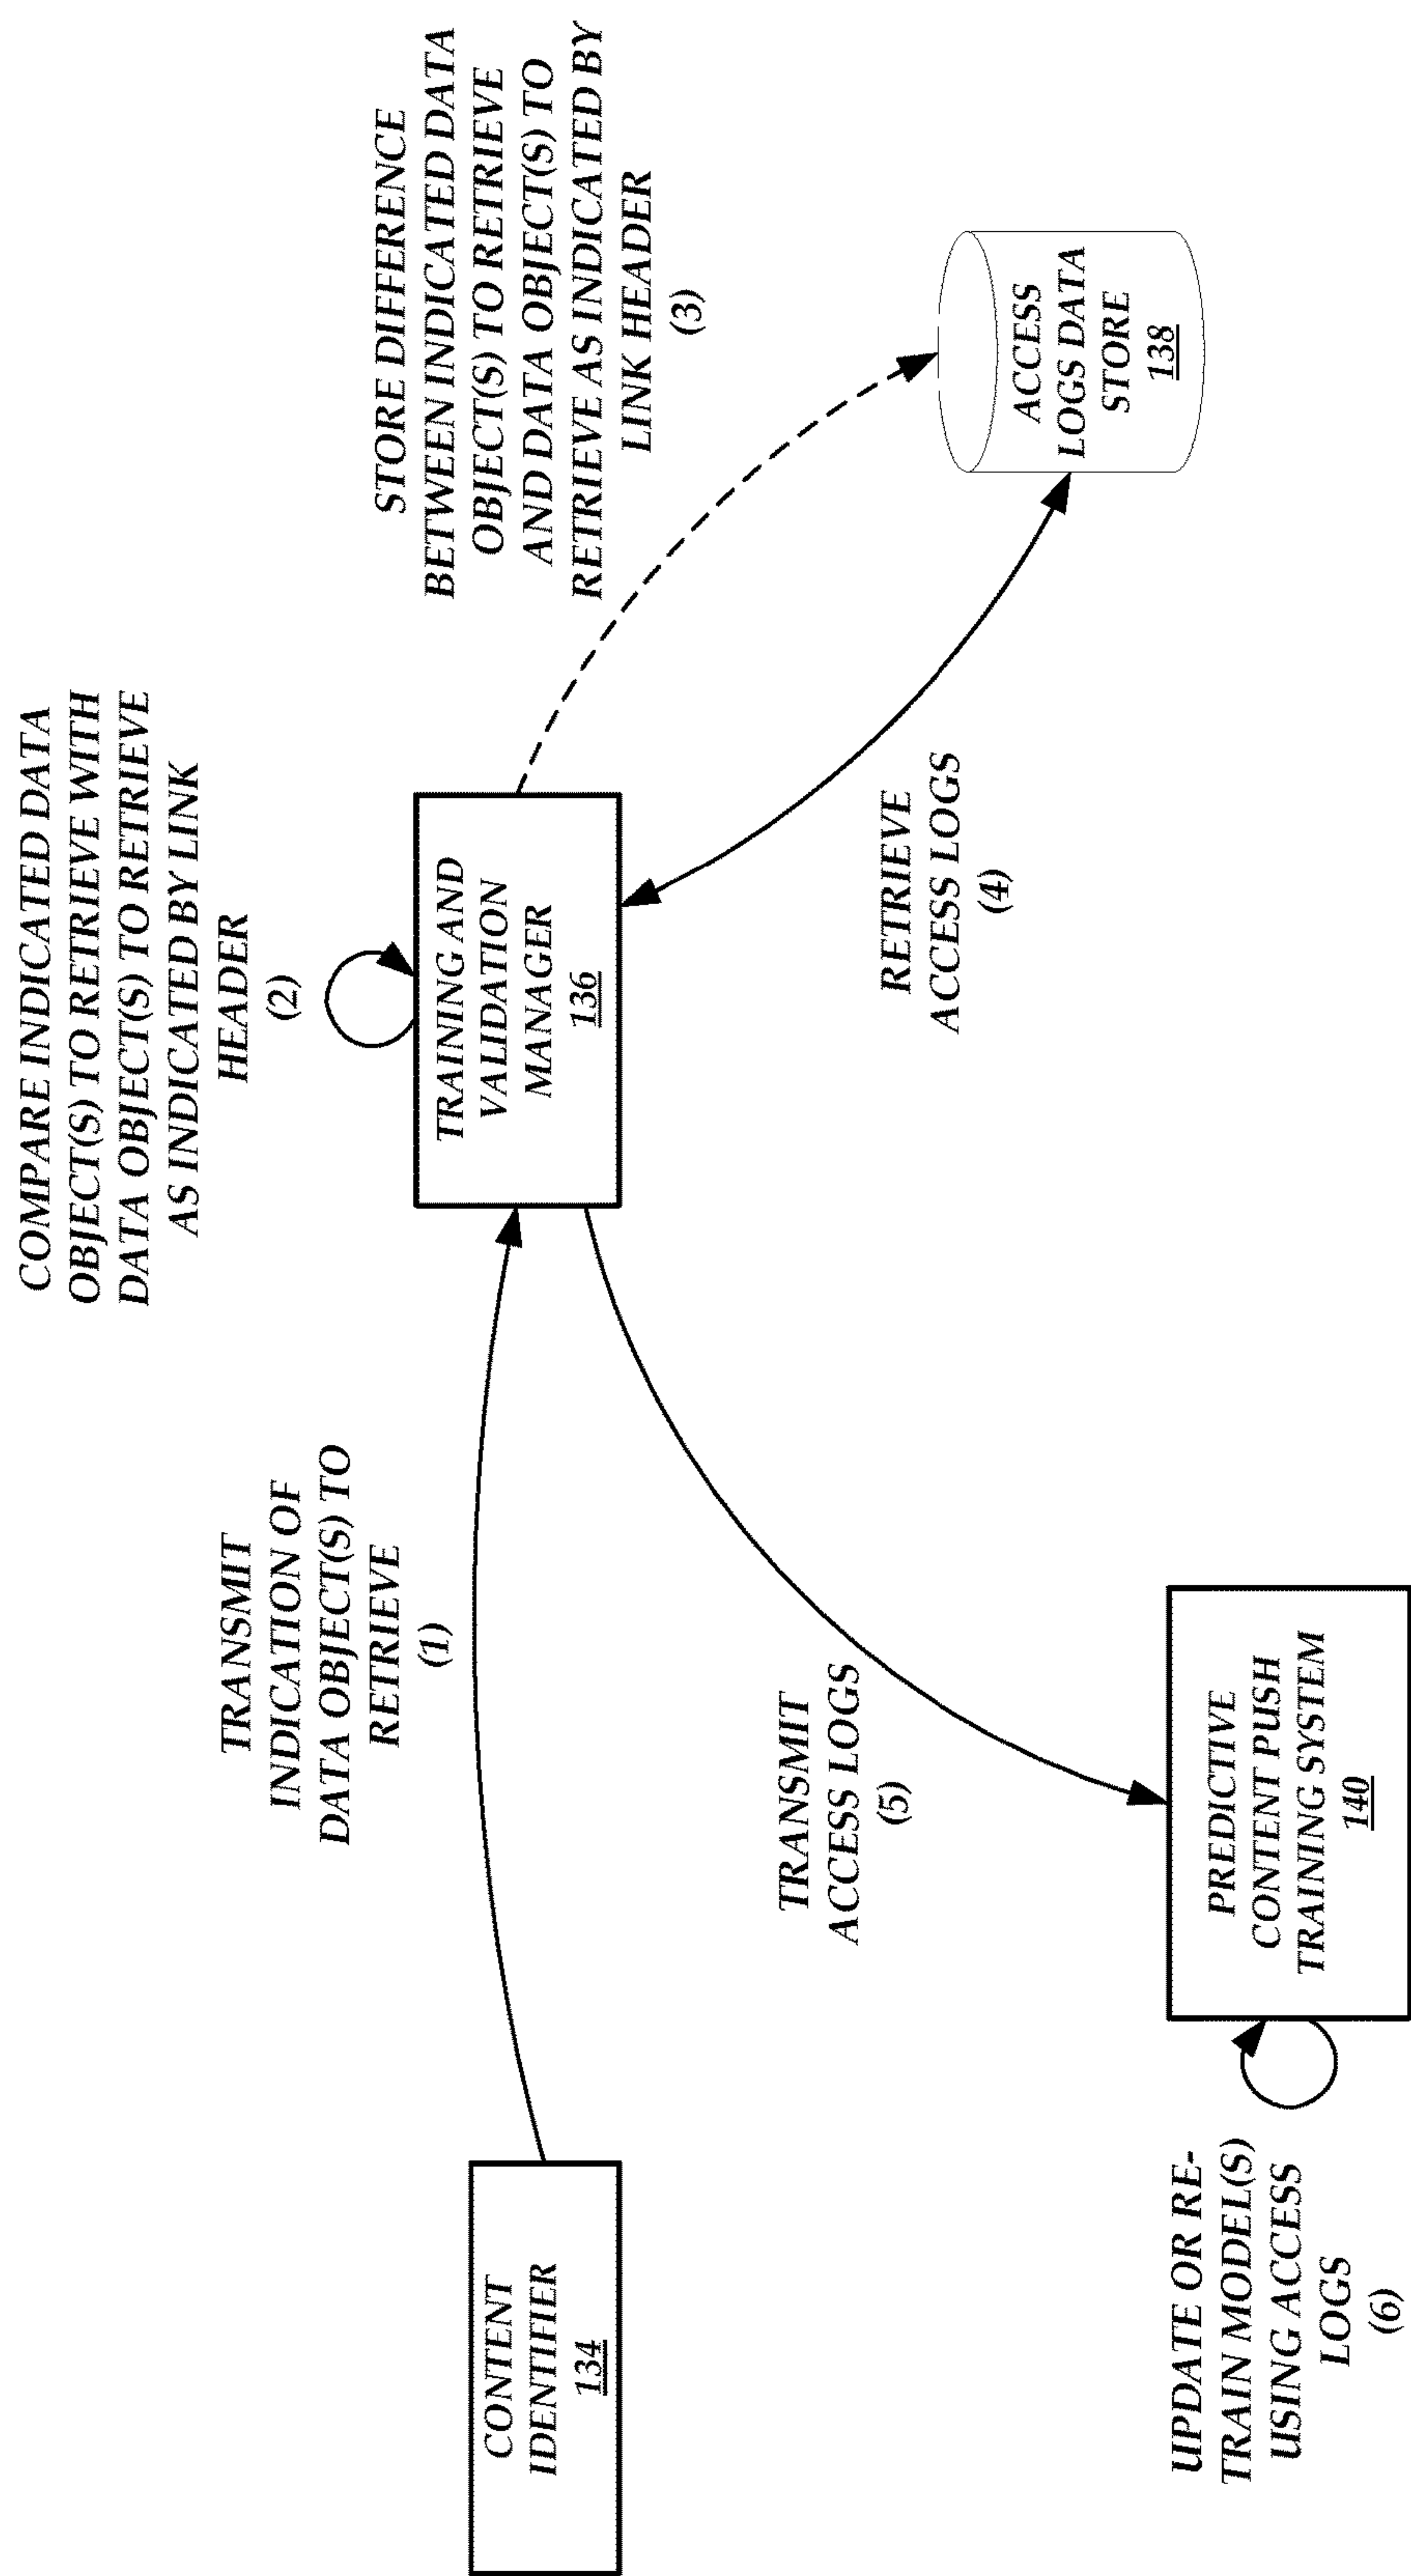 CONTENT
IDENTIFIER
134
TRANSMIT
INDICATION OF
DATA OBJECT(S) TO
RETRIEVE
(1)
COMPARE INDICATED DATA
OBJECT(S) TO RETRIEVE WITH
DATA OBJECT(S) TO RETRIEVE
AS INDICATED BY LINK
HEADER
(2)
TRAINING AND
VALIDATION
MANAGER
136
STORE DIFFERENCE
BETWEEN INDICATED DATA
OBJECT(S) TO RETRIEVE
AND DATA OBJECT(S) TO
RETRIEVE AS INDICATED BY
LINK HEADER
(3)
RETRIEVE
ACCESS LOGS
(4)
ACCESS
LOGS DATA
STORE
138
TRANSMIT
ACCESS LOGS
(5)
PREDICTIVE
CONTENT PUSH
TRAINING SYSTEM
140
UPDATE OR RE-
TRAIN MODEL(S)
USING ACCESS
LOGS
(6)